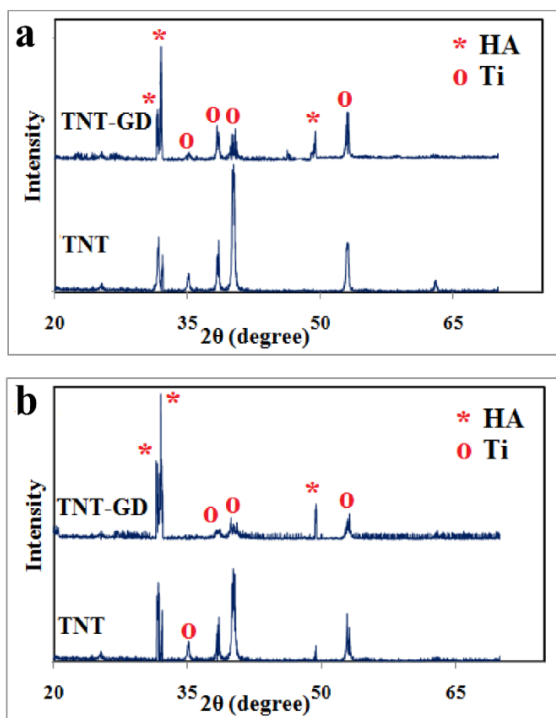 a
* HA
o Ti
*
*
TNT-GD
o
o
o
*
o
Intensity
TNT
20
35
50
65
2θ (degree)
b
* HA
o Ti
*
*
TNT-GD
o
o
*
o
Intensity
TNT
o
20
35
50
65
2θ (degree)